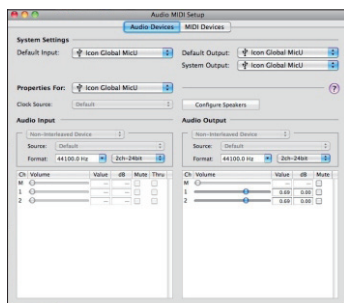 Audio MIDI Setup
Audio Devices MIDI Devices
System Settings
Default Input: Icon Global MicU Default Output: Icon Global MicU
System Output: Icon Global MicU
Properties For: Icon Global MicU ?
Clock Source: Default Configure Speakers
Audio Input Audio Output
Non-Interleaved Device Non-Interleaved Device
Source: Default Source: Default
Format: 44100.0 Hz 2ch-24bit Format: 44100.0 Hz 2ch-24bit
Ch Volume Value dB Mute Thru Ch Volume Value dB Mute
M -- -- M -- --
1 -- -- 1 0.69 0.00
2 -- -- 2 0.69 0.00